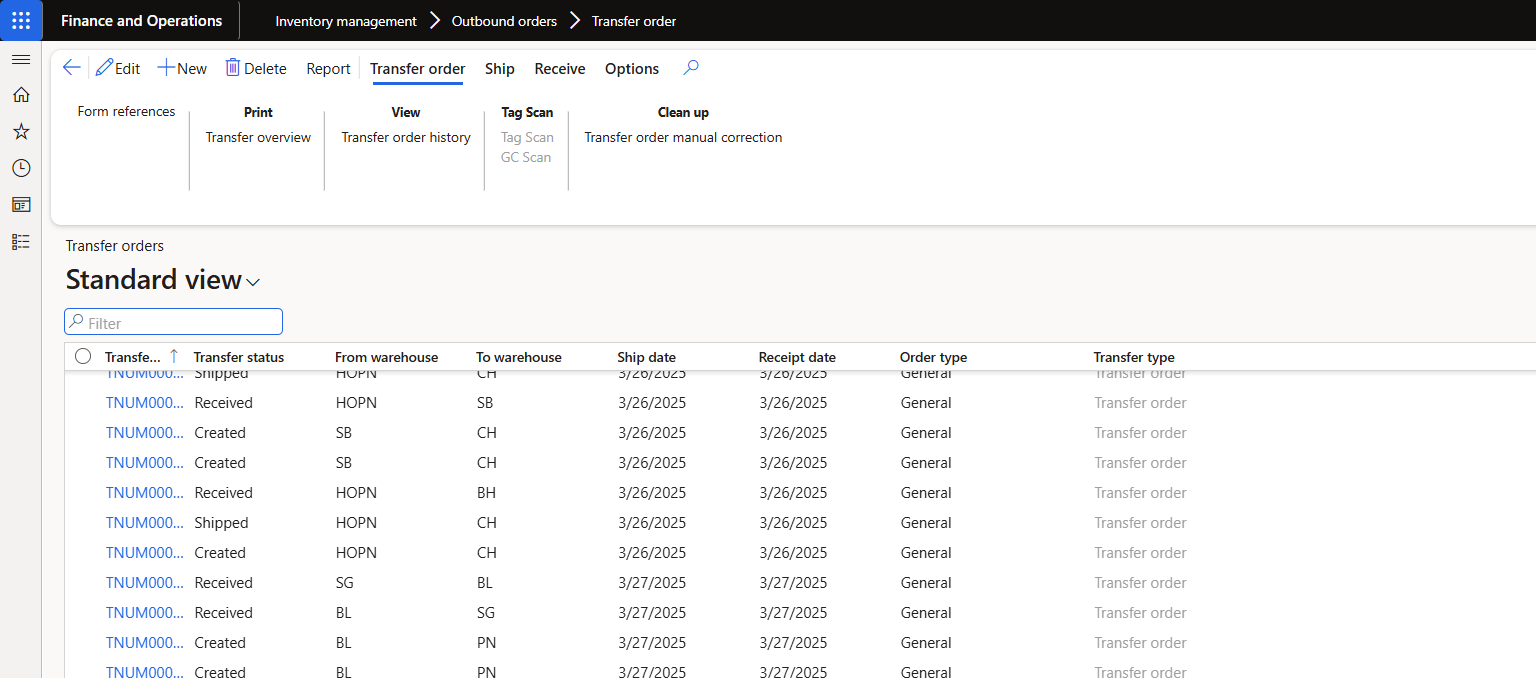 Finance and Operations Inventory management Outbound orders Transfer order
Edit New Delete Report Transfer order Ship Receive Options
Form references Print View Tag Scan Clean up
Transfer overview Transfer order history Tag Scan Transfer order manual correction
GC Scan
Transfer orders
Standard view
Filter
Transfe... Transfer status From warehouse To warehouse Ship date Receipt date Order type Transfer type
TNUM000... Shipped HOPN CH 3/26/2025 3/26/2025 General Transfer order
TNUM000... Received HOPN SB 3/26/2025 3/26/2025 General Transfer order
TNUM000... Created SB CH 3/26/2025 3/26/2025 General Transfer order
TNUM000... Created SB CH 3/26/2025 3/26/2025 General Transfer order
TNUM000... Received HOPN BH 3/26/2025 3/26/2025 General Transfer order
TNUM000... Shipped HOPN CH 3/26/2025 3/26/2025 General Transfer order
TNUM000... Created HOPN CH 3/26/2025 3/26/2025 General Transfer order
TNUM000... Received SG BL 3/27/2025 3/27/2025 General Transfer order
TNUM000... Received BL SG 3/27/2025 3/27/2025 General Transfer order
TNUM000... Created BL PN 3/27/2025 3/27/2025 General Transfer order
TNUM000... Created BL PN 3/27/2025 3/27/2025 General Transfer order